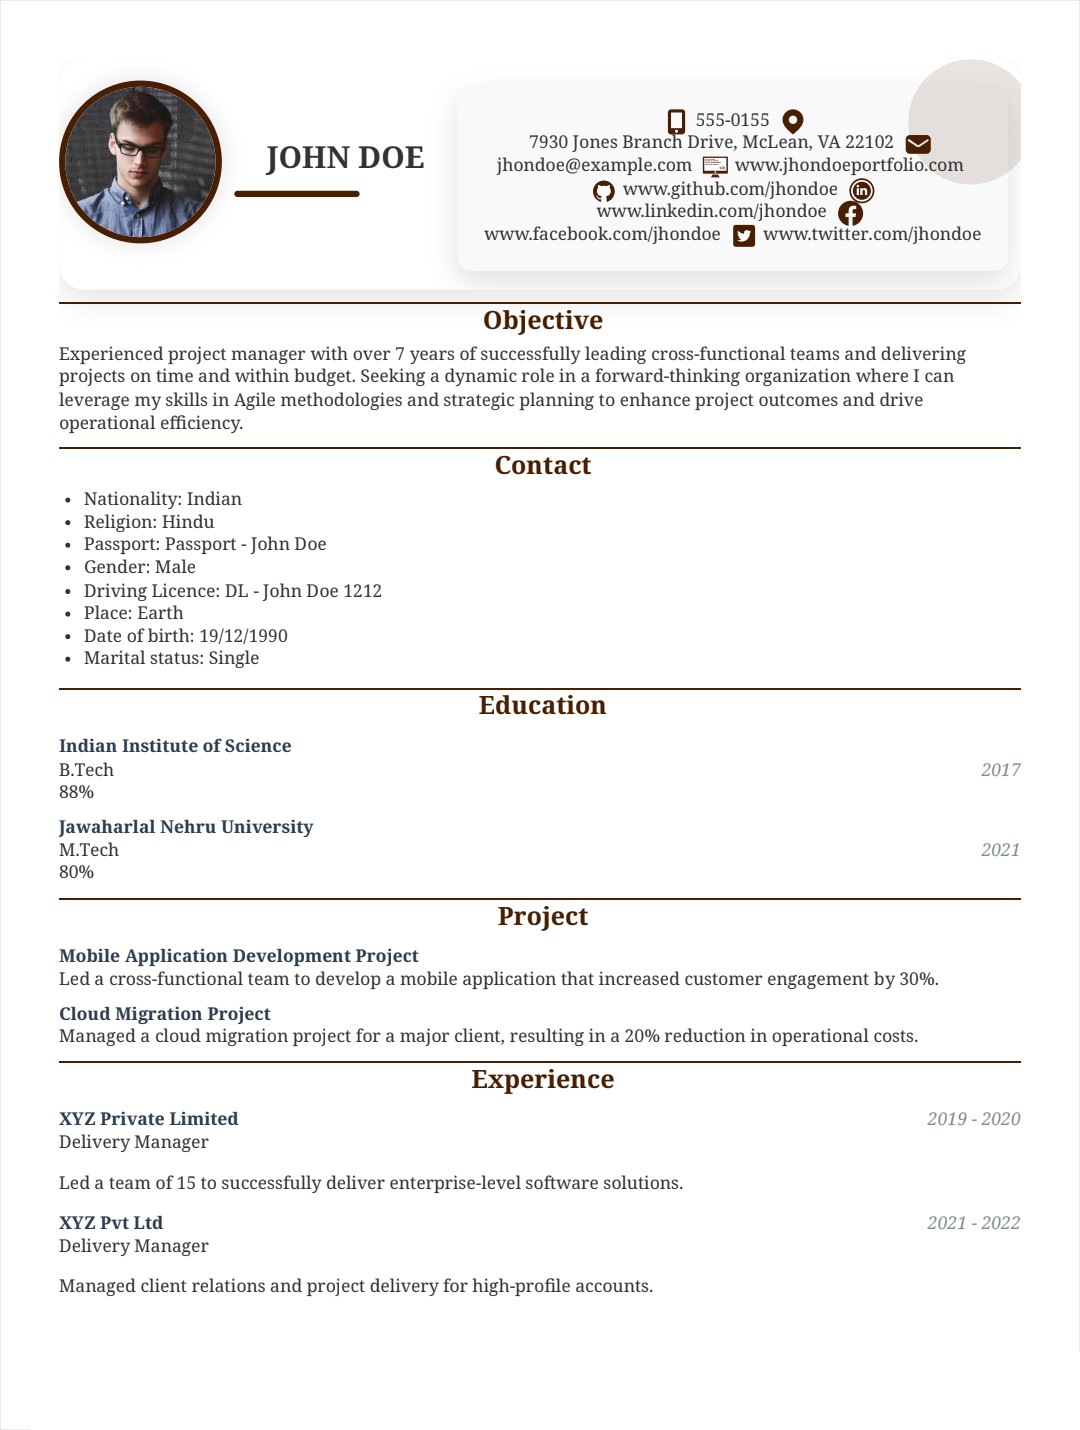 JOHN DOE
555-0155
7930 Jones Branch Drive, McLean, VA 22102
jhondoe@example.com www.jhondoeportfolio.com
www.github.com/jhondoe
www.linkedin.com/jhondoe
www.facebook.com/jhondoe www.twitter.com/jhondoe
Objective
Experienced project manager with over 7 years of successfully leading cross-functional teams and delivering
projects on time and within budget. Seeking a dynamic role in a forward-thinking organization where I can
leverage my skills in Agile methodologies and strategic planning to enhance project outcomes and drive
operational efficiency.
Contact
• Nationality: Indian
• Religion: Hindu
• Passport: Passport - John Doe
• Gender: Male
• Driving Licence: DL - John Doe 1212
• Place: Earth
• Date of birth: 19/12/1990
• Marital status: Single
Education
Indian Institute of Science
B.Tech 2017
88%
Jawaharlal Nehru University
M.Tech 2021
80%
Project
Mobile Application Development Project
Led a cross-functional team to develop a mobile application that increased customer engagement by 30%.
Cloud Migration Project
Managed a cloud migration project for a major client, resulting in a 20% reduction in operational costs.
Experience
XYZ Private Limited 2019 - 2020
Delivery Manager
Led a team of 15 to successfully deliver enterprise-level software solutions.
XYZ Pvt Ltd 2021 - 2022
Delivery Manager
Managed client relations and project delivery for high-profile accounts.